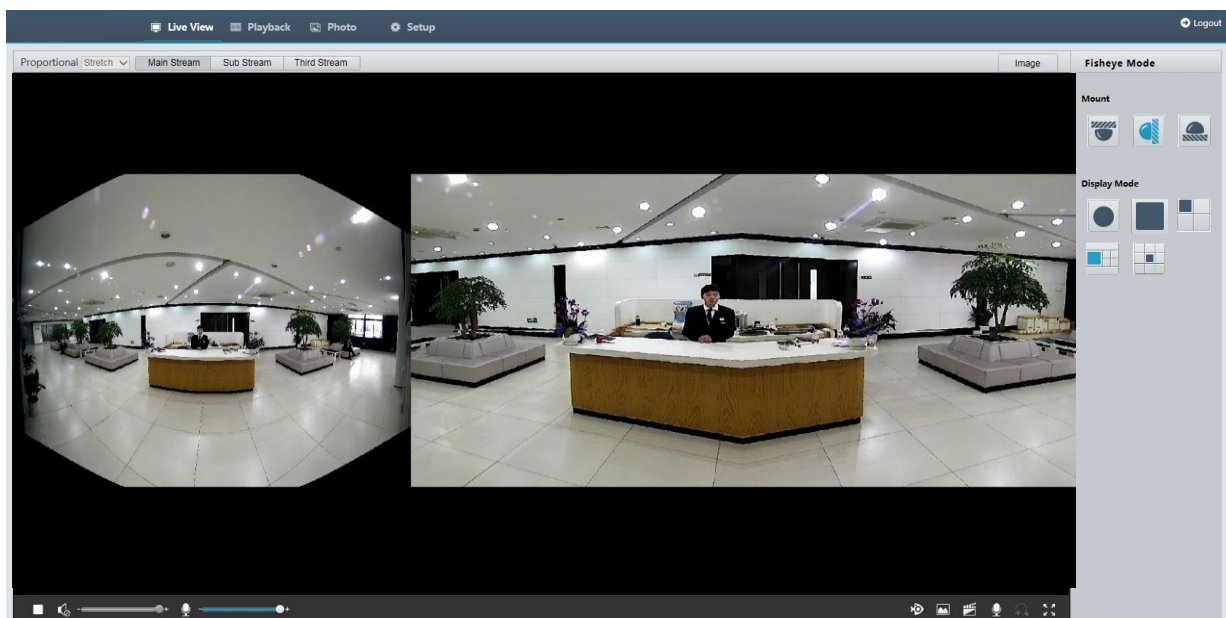 Live View Playback Photo Setup Logout
Proportional Stretch Main Stream Sub Stream Third Stream Image Fisheye Mode
Mount
Display Mode